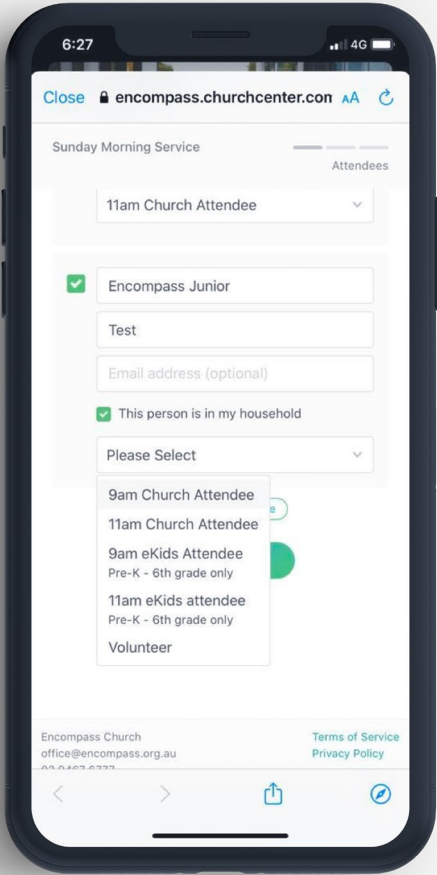 6:27
4G
Close encompass.churchcenter.con AA
Sunday Morning Service
Attendees
11am Church Attendee
Encompass Junior
Test
Email address (optional)
This person is in my household
Please Select
9am Church Attendee
11am Church Attendee
e
9am eKids Attendee
Pre-K - 6th grade only
11am eKids attendee
Pre-K - 6th grade only
Volunteer
Encompass Church
Terms of Service
office@encompass.org.au
Privacy Policy